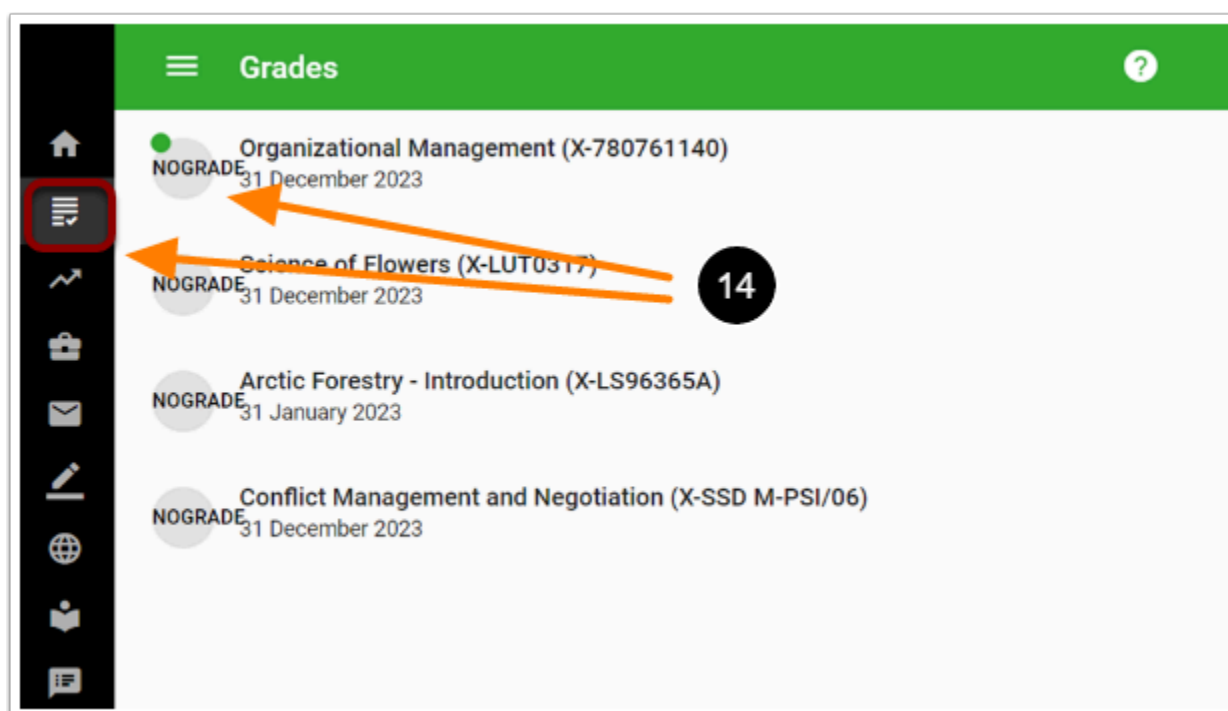 Grades
?
Organizational Management (X-780761140)
NOGRADE
31 December 2023
Science of Flowers (X-LUT0317)
NOGRADE
31 December 2023
14
Arctic Forestry - Introduction (X-LS96365A)
NOGRADE
31 January 2023
Conflict Management and Negotiation (X-SSD M-PSI/06)
NOGRADE
31 December 2023